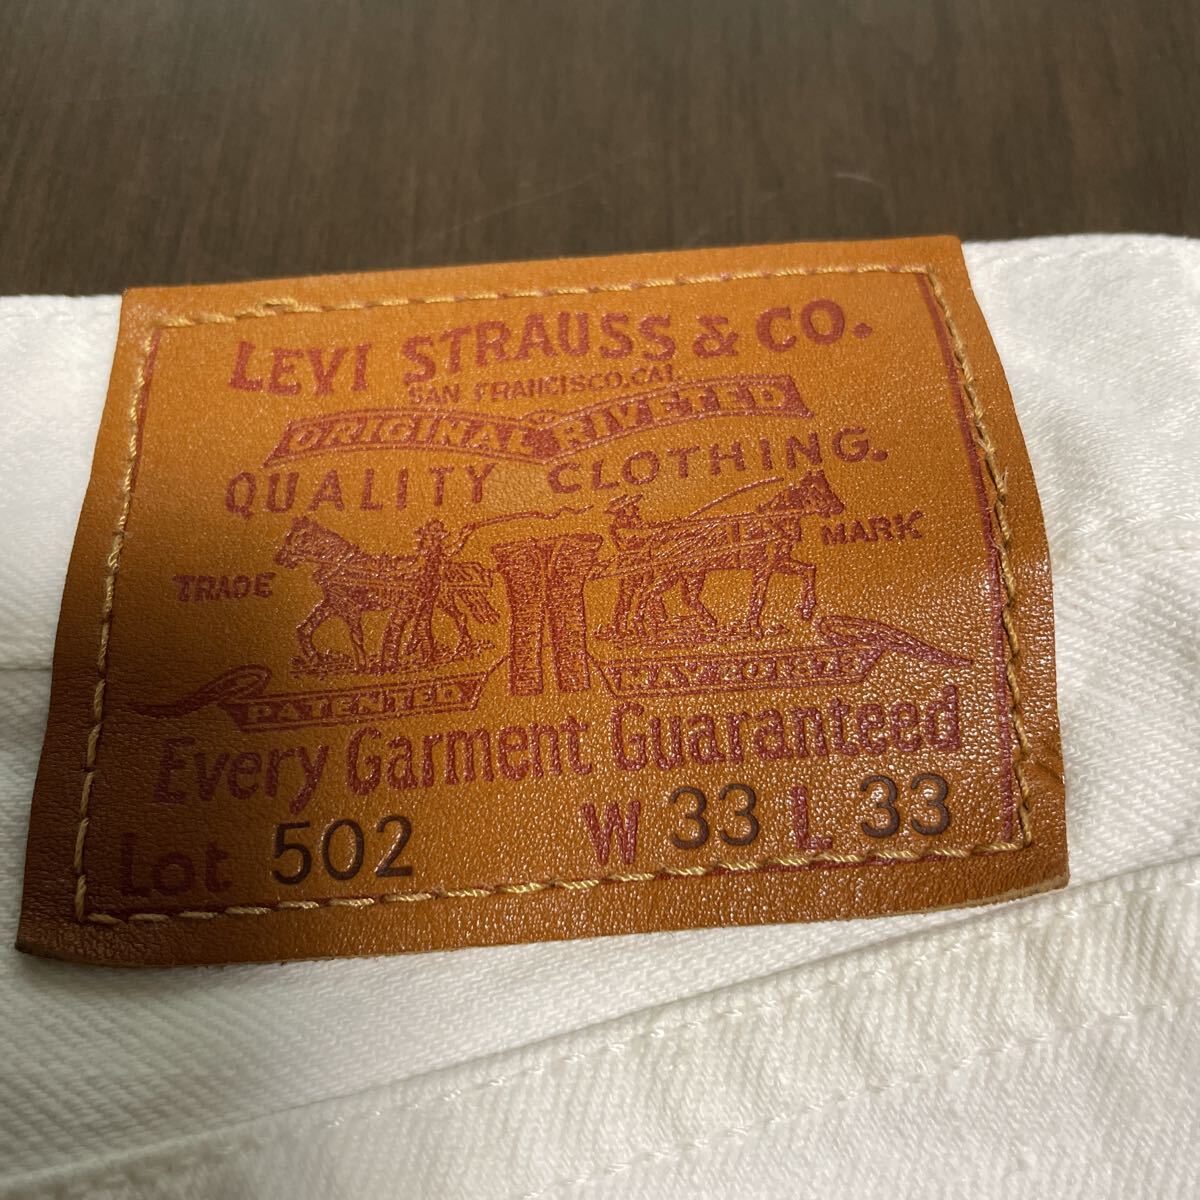 LEVI STRAUSS & CO.
SAN FRANCISCO, CAL.
ORIGINAL RIVETED
QUALITY CLOTHING.
TRADE MARK
PATENTED MAY 20 1873
Every Garment Guaranteed
Lot 502 W 33 L 33